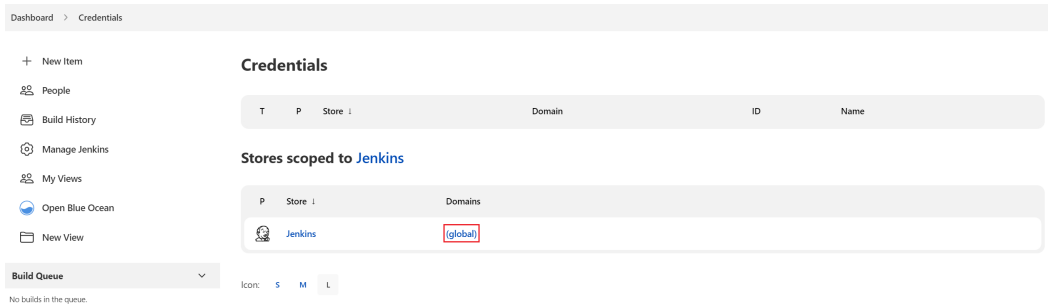 Dashboard > Credentials
+ New Item
People
Build History
Manage Jenkins
My Views
Open Blue Ocean
New View
Build Queue
No builds in the queue.
Credentials
T P Store ↓ Domain ID Name
Stores scoped to Jenkins
P Store ↓ Domains
Jenkins (global)
Icon: S M L